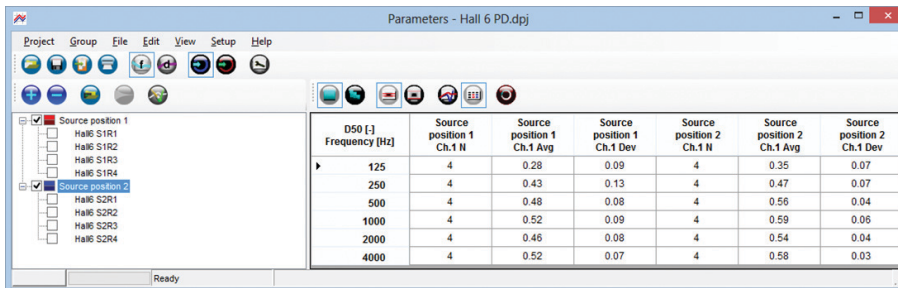 Parameters - Hall 6 PD.dpj
Project Group File Edit View Setup Help
f d
Source position 1
Hall6 S1R1
Hall6 S1R2
Hall6 S1R3
Hall6 S1R4
Source position 2
Hall6 S2R1
Hall6 S2R2
Hall6 S2R3
Hall6 S2R4
D50 [-] Source Source Source Source Source Source
Frequency [Hz] position 1 position 1 position 1 position 2 position 2 position 2
Ch.1 N Ch.1 Avg Ch.1 Dev Ch.1 N Ch.1 Avg Ch.1 Dev
125 4 0.28 0.09 4 0.35 0.07
250 4 0.43 0.13 4 0.47 0.07
500 4 0.48 0.08 4 0.56 0.04
1000 4 0.52 0.09 4 0.59 0.06
2000 4 0.46 0.08 4 0.54 0.04
4000 4 0.52 0.07 4 0.58 0.03
Ready